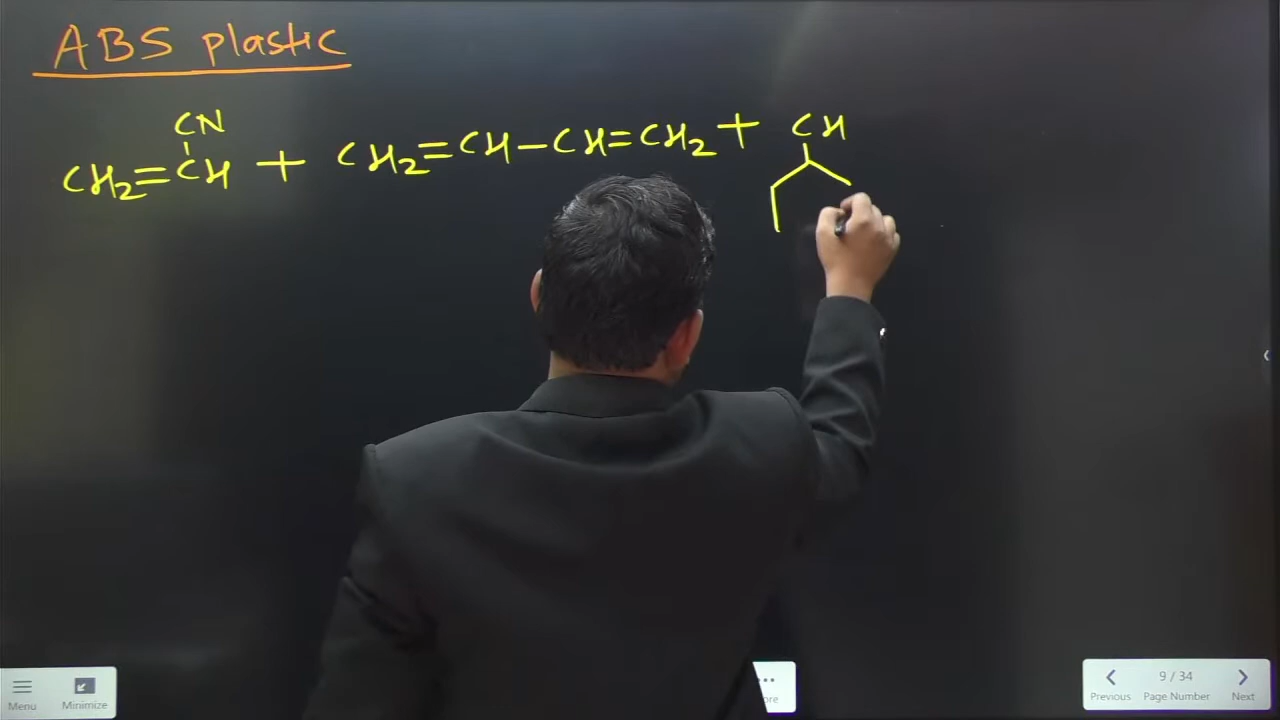 ABS plastic
CN
CH₂=CH + CH₂=CH-CH=CH₂ + CH
Menu
Minimize
9 / 34
Previous Page Number Next